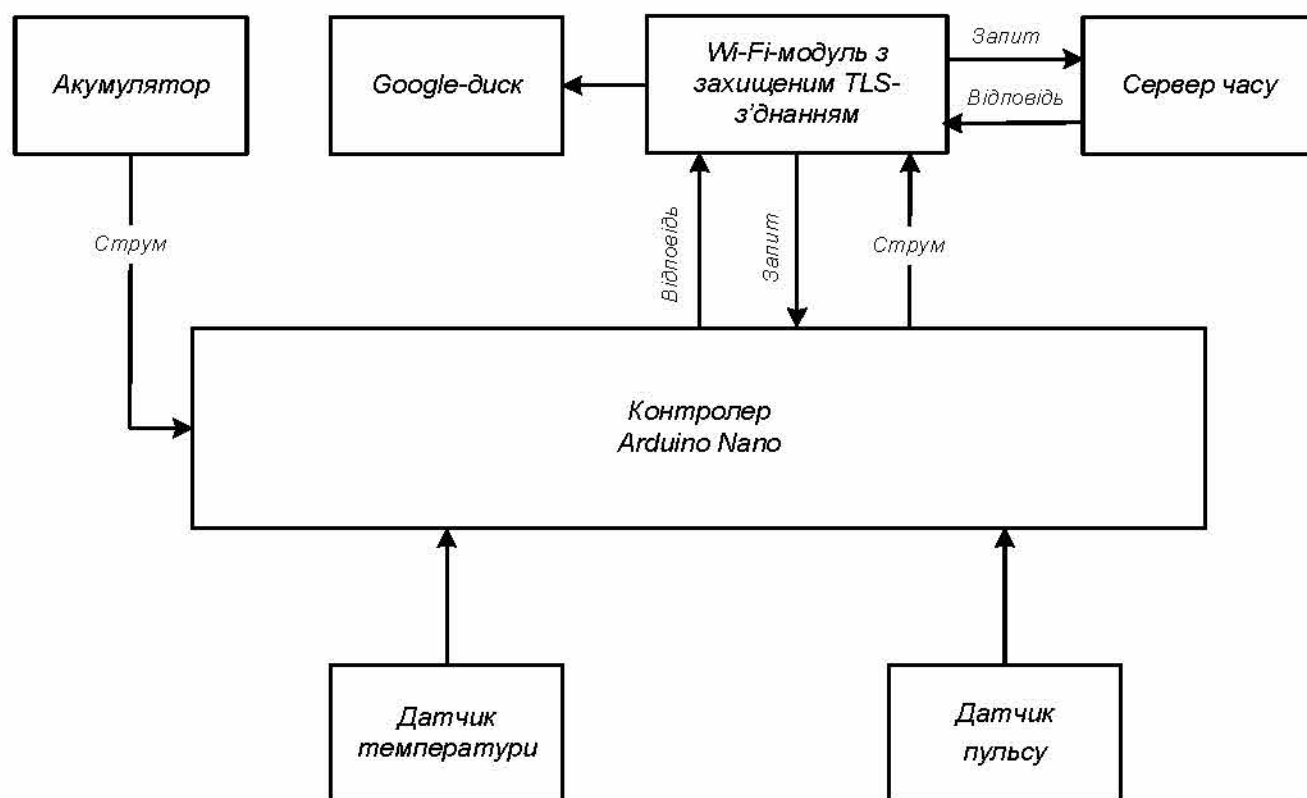 Акумулятор
Google-диск
Wi-Fi-модуль з
захищеним TLS-
з'днанням
Запит
Відповідь
Сервер часу
Струм
Відповідь
Запит
Струм
Контролер
Arduino Nano
Датчик
температури
Датчик
пульсу